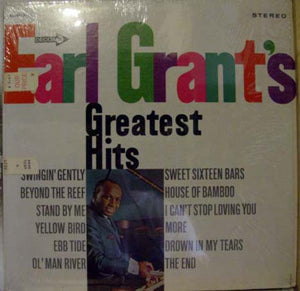 DECCA
STEREO
Earl Grant's
Greatest
Hits
SWINGIN' GENTLY
BEYOND THE REEF
STAND BY ME
YELLOW BIRD
EBB TIDE
OL' MAN RIVER
SWEET SIXTEEN BARS
HOUSE OF BAMBOO
I CAN'T STOP LOVING YOU
MORE
DROWN IN MY TEARS
THE END